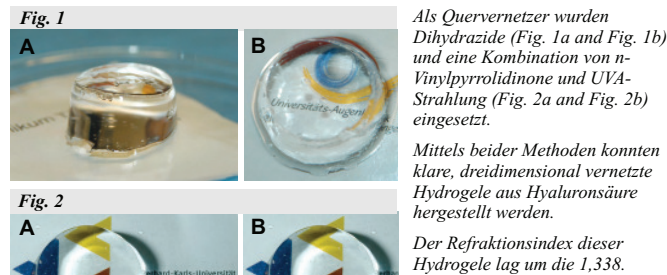 Fig. 1
A
B
likum T
Universitäts-Augen
Fig. 2
A
B
Als Quervernetzer wurden
Dihydrazide (Fig. 1a and Fig. 1b)
und eine Kombination von n-
Vinylpyrrolidinone und UVA-
Strahlung (Fig. 2a and Fig. 2b)
eingesetzt.
Mittels beider Methoden konnten
klare, dreidimensional vernetzte
Hydrogele aus Hyaluronsäure
hergestellt werden.
Der Refraktionsindex dieser
Hydrogele lag um die 1,338.